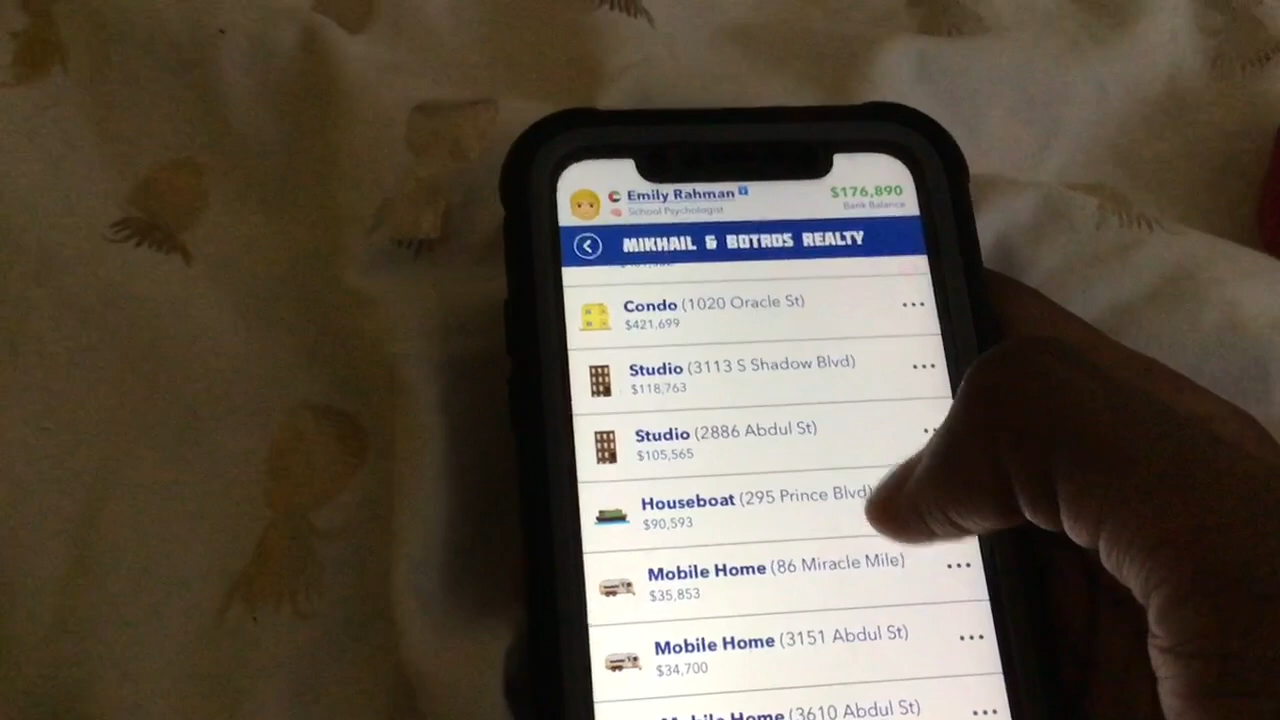 Emily Rahman
$176,890
School Psychologist
Bank Balance
MIKHAIL & BOTROS REALTY
Condo (1020 Oracle St)
$421,699
Studio (3113 S Shadow Blvd)
$118,763
Studio (2886 Abdul St)
$105,565
Houseboat (295 Prince Blvd)
$90,593
Mobile Home (86 Miracle Mile)
$35,853
Mobile Home (3151 Abdul St)
$34,700
Mobile Home (3610 Abdul St)